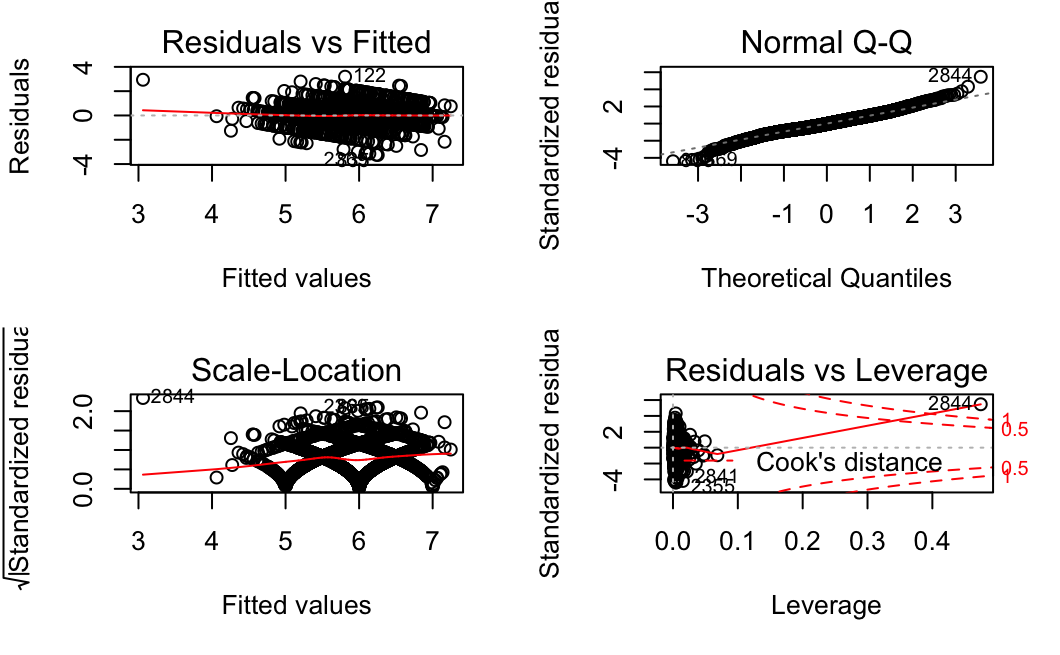 Residuals vs Fitted
Residuals
4
0
-4
122
3 4 5 6 7
Fitted values
Normal Q-Q
Standardized residua
2
-4
2844
-3 -1 0 1 2 3
Theoretical Quantiles
Scale-Location
√|Standardized residua
2.0
0.0
2844
3 4 5 6 7
Fitted values
Residuals vs Leverage
Standardized residua
2
-4
2844
1
0.5
0.5
1
Cook's distance
2841
2355
0.0 0.1 0.2 0.3 0.4
Leverage